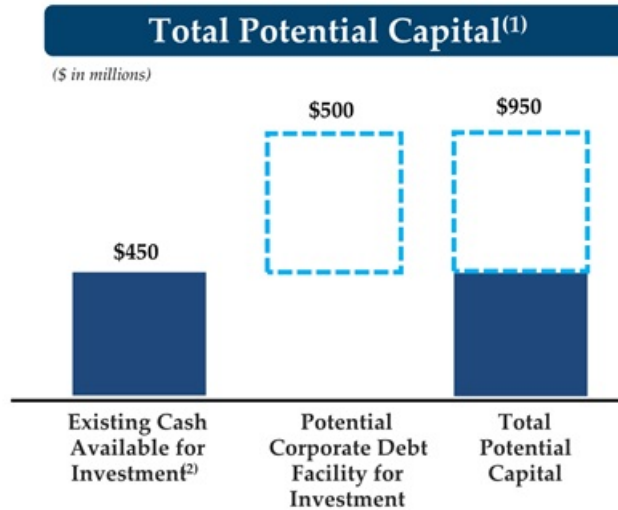 Total Potential Capital(1)
($ in millions)
$500
$950
$450
Existing Cash
Available for
Investment(2)
Potential
Corporate Debt
Facility for
Investment
Total
Potential
Capital